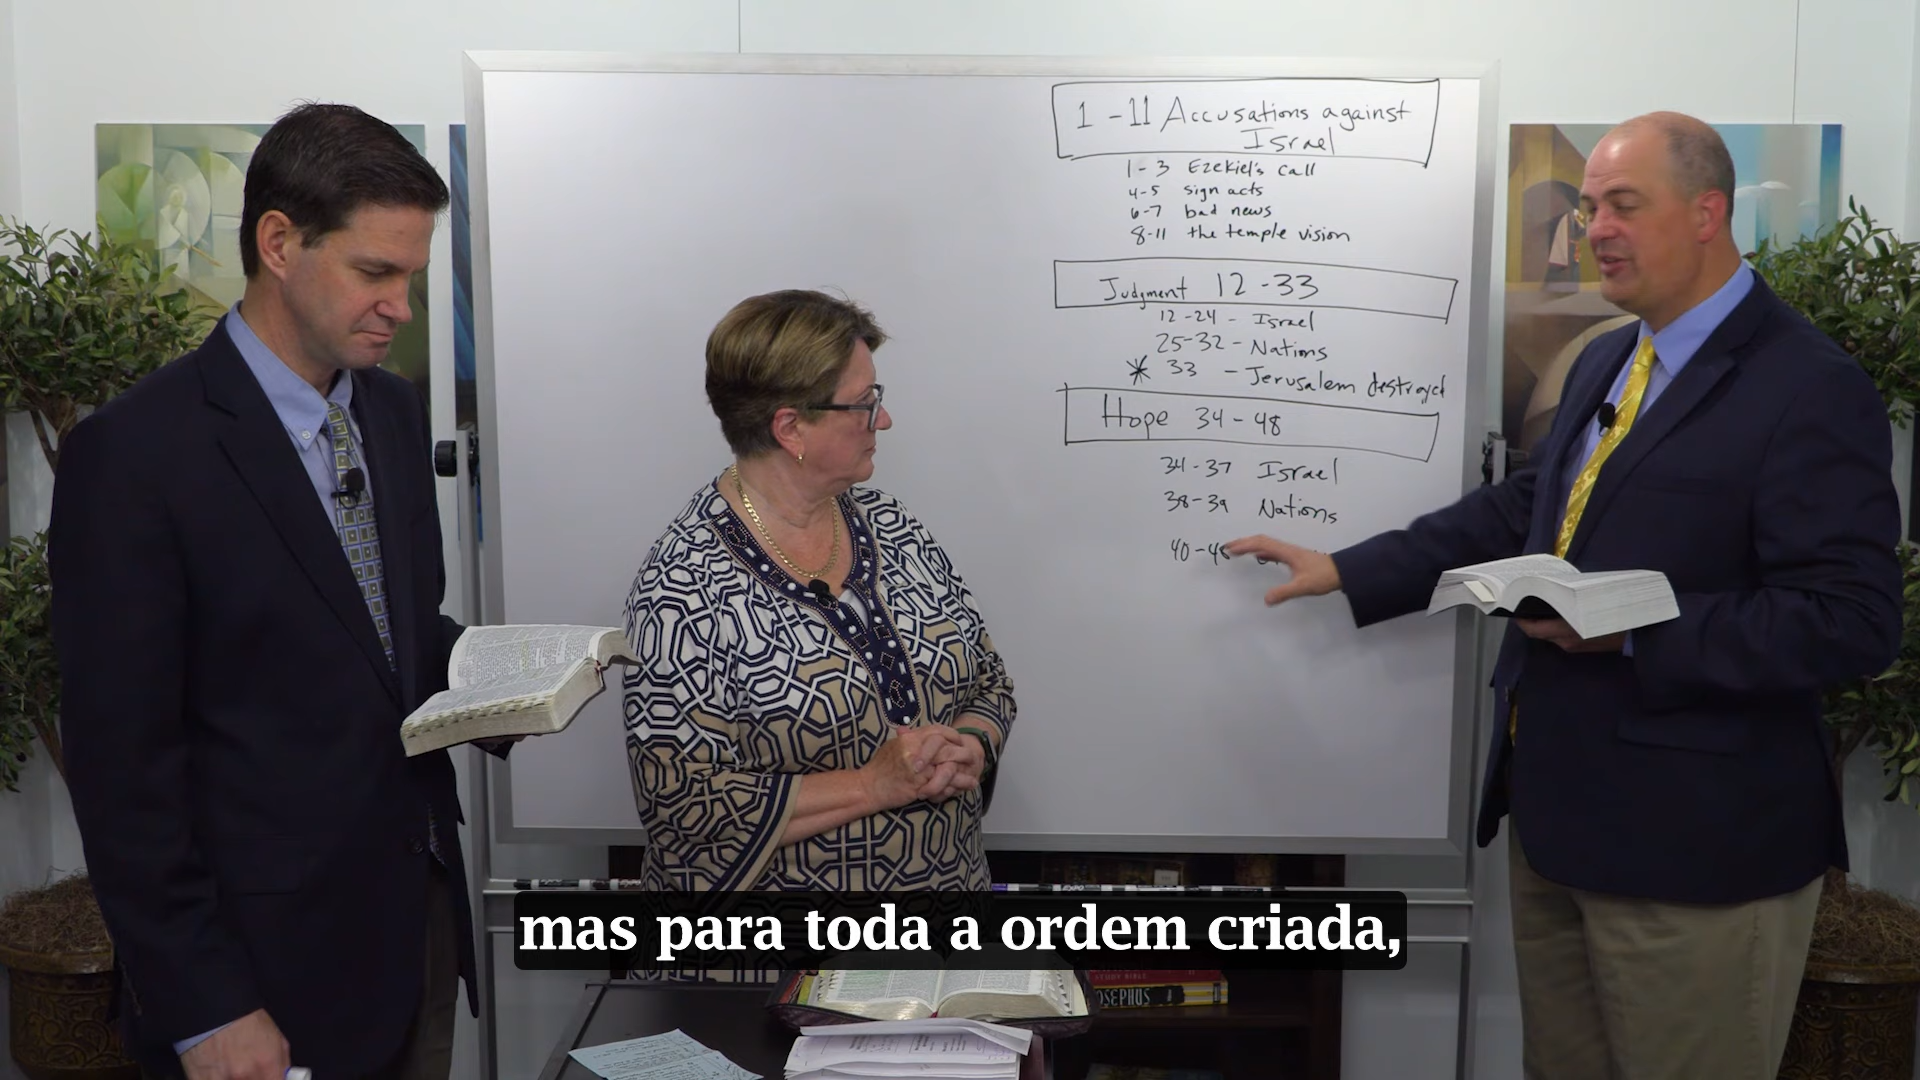 1 - 11 Accusations against
Israel
1 - 3 Ezekiel's call
4-5 sign acts
6-7 bad news
8-11 the temple vision
Judgment 12-33
12-24 - Israel
25-32 - Nations
* 33 - Jerusalem destroyed
Hope 34-48
34-37 Israel
38-39 Nations
40-48
mas para toda a ordem criada,
EXPO
JOSEPHUS